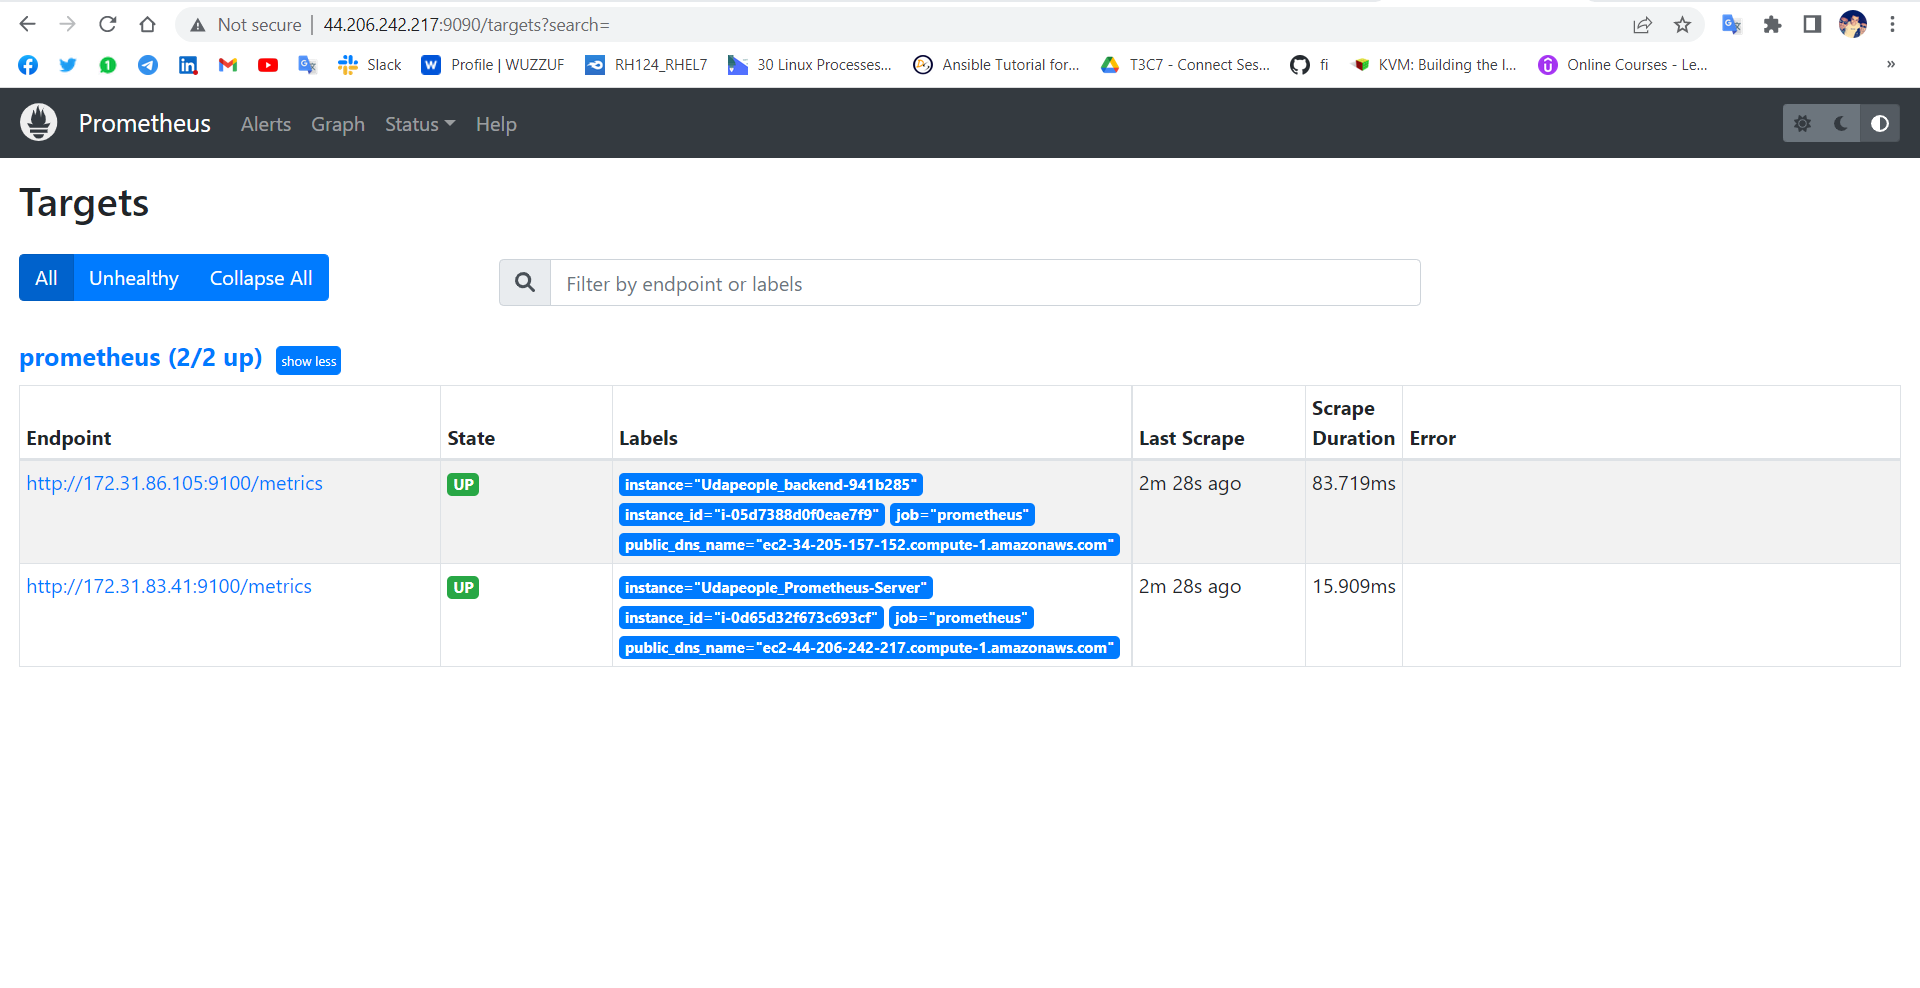 Not secure | 44.206.242.217:9090/targets?search=
1 Slack W Profile | WUZZUF RH124_RHEL7 30 Linux Processes... Ansible Tutorial for... T3C7 - Connect Ses... fi KVM: Building the I... Online Courses - Le... »
Prometheus Alerts Graph Status Help
Targets
All Unhealthy Collapse All Filter by endpoint or labels
prometheus (2/2 up) show less
Endpoint State Labels Last Scrape Scrape Duration Error
http://172.31.86.105:9100/metrics UP instance="Udapeople_backend-941b285" 2m 28s ago 83.719ms
instance_id="i-05d7388d0f0eae7f9" job="prometheus"
public_dns_name="ec2-34-205-157-152.compute-1.amazonaws.com"
http://172.31.83.41:9100/metrics UP instance="Udapeople_Prometheus-Server" 2m 28s ago 15.909ms
instance_id="i-0d65d32f673c693cf" job="prometheus"
public_dns_name="ec2-44-206-242-217.compute-1.amazonaws.com"